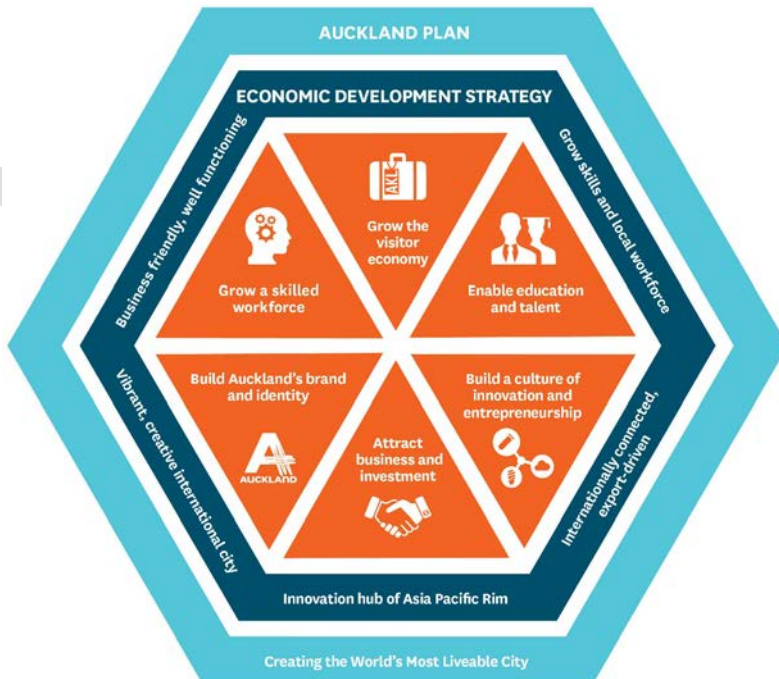 AUCKLAND PLAN
ECONOMIC DEVELOPMENT STRATEGY
Business friendly, well functioning
Grow skills and local workforce
AKL
Grow the
visitor
economy
Grow a skilled
workforce
Enable education
and talent
Build Auckland's brand
and identity
AUCKLAND
Attract
business and
investment
Build a culture of
innovation and
entrepreneurship
Vibrant, creative international city
Internationally connected,
export-driven
Innovation hub of Asia Pacific Rim
Creating the World's Most Liveable City